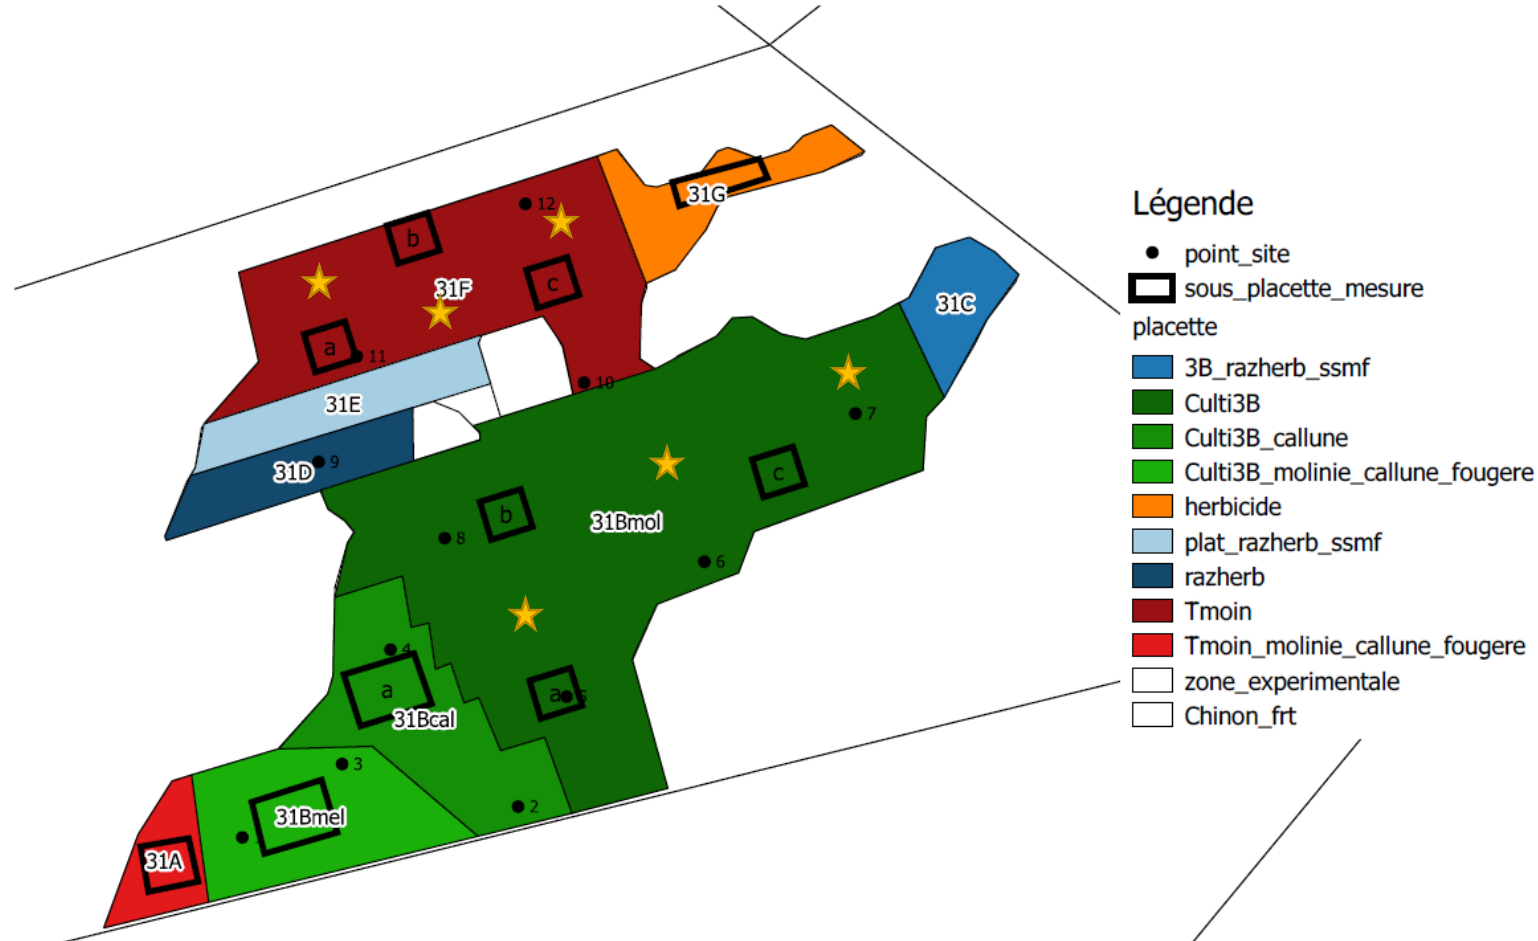 12
31G
b
31F
c
31C
a
11
10
31E
7
9
31D
c
b
31Bmol
8
6
4
a
a
5
31Bcal
3
31Bmel
2
31A
Légende
point_site
sous_placette_mesure
placette
3B_razherb_ssmf
Culti3B
Culti3B_callune
Culti3B_molinie_callune_fougere
herbicide
plat_razherb_ssmf
razherb
Tmoin
Tmoin_molinie_callune_fougere
zone_experimentale
Chinon_frt